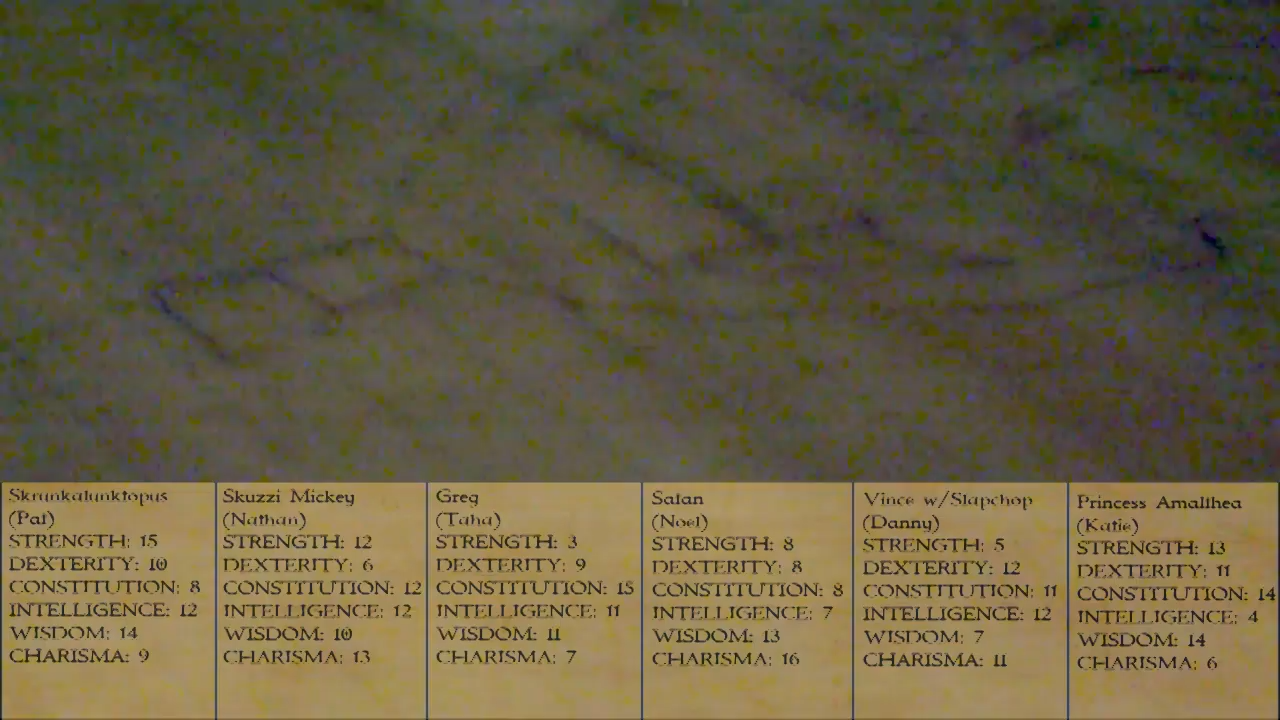 Skrunkalunktopus
(Pat)
STRENGTH: 15
DEXTERITY: 10
CONSTITUTION: 8
INTELLIGENCE: 12
WISDOM: 14
CHARISMA: 9
Skuzzi Mickey
(Nathan)
STRENGTH: 12
DEXTERITY: 6
CONSTITUTION: 12
INTELLIGENCE: 12
WISDOM: 10
CHARISMA: 13
Greg
(Taha)
STRENGTH: 3
DEXTERITY: 9
CONSTITUTION: 15
INTELLIGENCE: 11
WISDOM: 11
CHARISMA: 7
Satan
(Noel)
STRENGTH: 8
DEXTERITY: 8
CONSTITUTION: 8
INTELLIGENCE: 7
WISDOM: 13
CHARISMA: 16
Vince w/Slapchop
(Danny)
STRENGTH: 5
DEXTERITY: 12
CONSTITUTION: 11
INTELLIGENCE: 12
WISDOM: 7
CHARISMA: 11
Princess Amalthea
(Katie)
STRENGTH: 13
DEXTERITY: 11
CONSTITUTION: 14
INTELLIGENCE: 4
WISDOM: 14
CHARISMA: 6